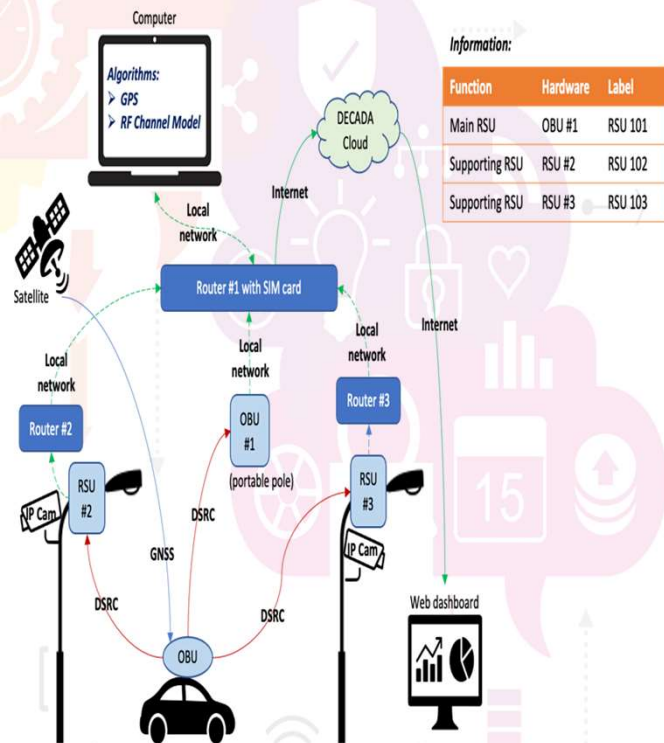 Computer
Information:
Algorithms:
➤ GPS
➤ RF Channel Model
DECADA
Cloud
Function Hardware Label
Main RSU OBU #1 RSU 101
Supporting RSU RSU #2 RSU 102
Supporting RSU RSU #3 RSU 103
Internet
Local
network
Satellite
Router #1 with SIM card
Internet
Local
network
Local
network
Local
network
Router #2
OBU
#1
Router #3
(portable pole)
RSU
#2
RSU
#3
IP Cam
DSRC
15
IP Cam
GNSS
DSRC
DSRC
Web dashboard
OBU